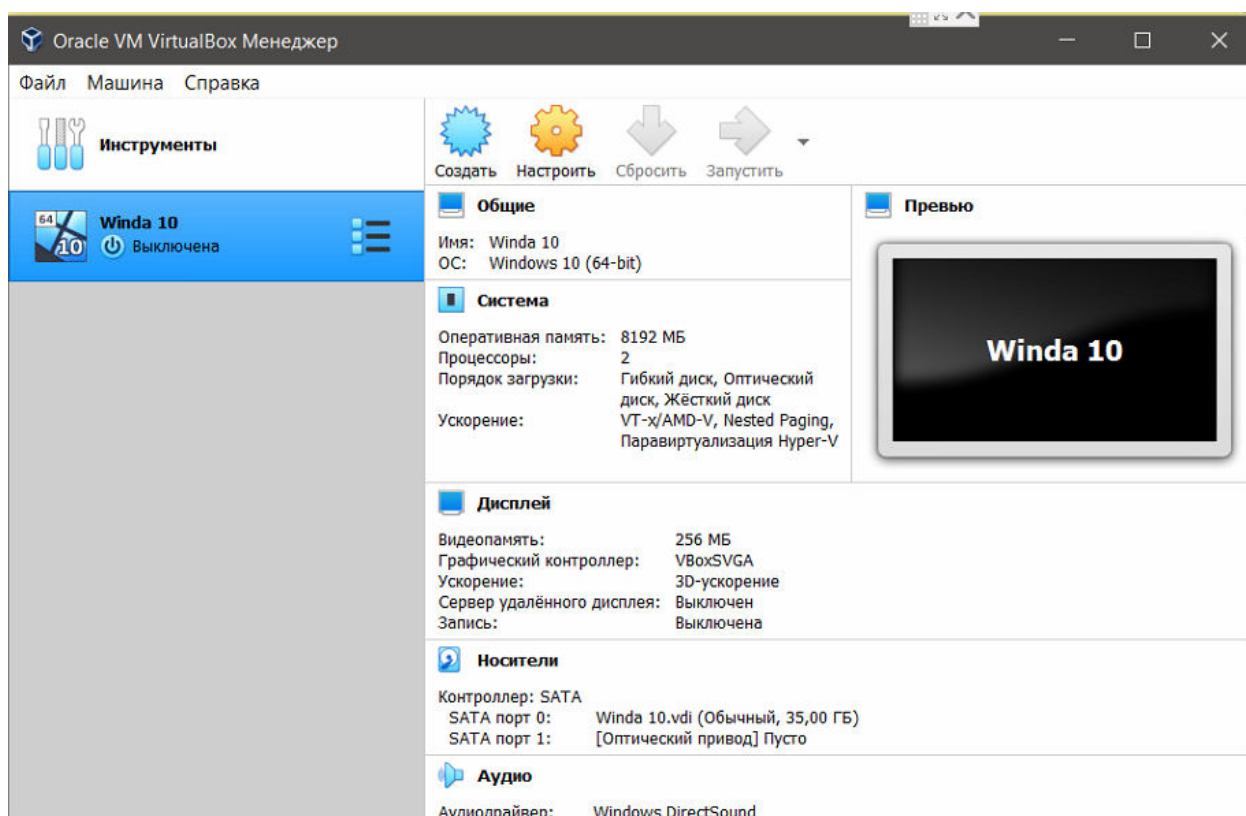 Oracle VM VirtualBox Менеджер
Файл Машина Справка
Инструменты
Создать Настроить Сбросить Запустить
64
10
Winda 10
Выключена
Общие
Имя: Winda 10
ОС: Windows 10 (64-bit)
Превью
Winda 10
Система
Оперативная память: 8192 МБ
Процессоры: 2
Порядок загрузки: Гибкий диск, Оптический
диск, Жёсткий диск
Ускорение: VT-x/AMD-V, Nested Paging,
Паравиртуализация Hyper-V
Дисплей
Видеопамять: 256 МБ
Графический контроллер: VBoxSVGA
Ускорение: 3D-ускорение
Сервер удалённого дисплея: Выключен
Запись: Выключена
Носители
Контроллер: SATA
SATA порт 0: Winda 10.vdi (Обычный, 35,00 ГБ)
SATA порт 1: [Оптический привод] Пусто
Аудио
Аудиодрайвер: Windows DirectSound